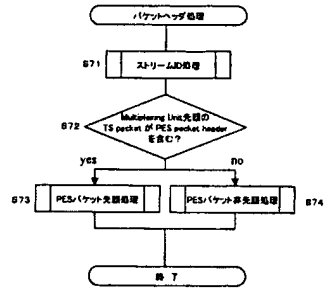 パケットヘッダ処理
S71
ストリームID処理
Multiplexing Unit先頭の
TS packet が PES packet header
を含む?
S72
yes
no
S73
PESパケット先頭処理
PESパケット非先頭処理
S74
終 了